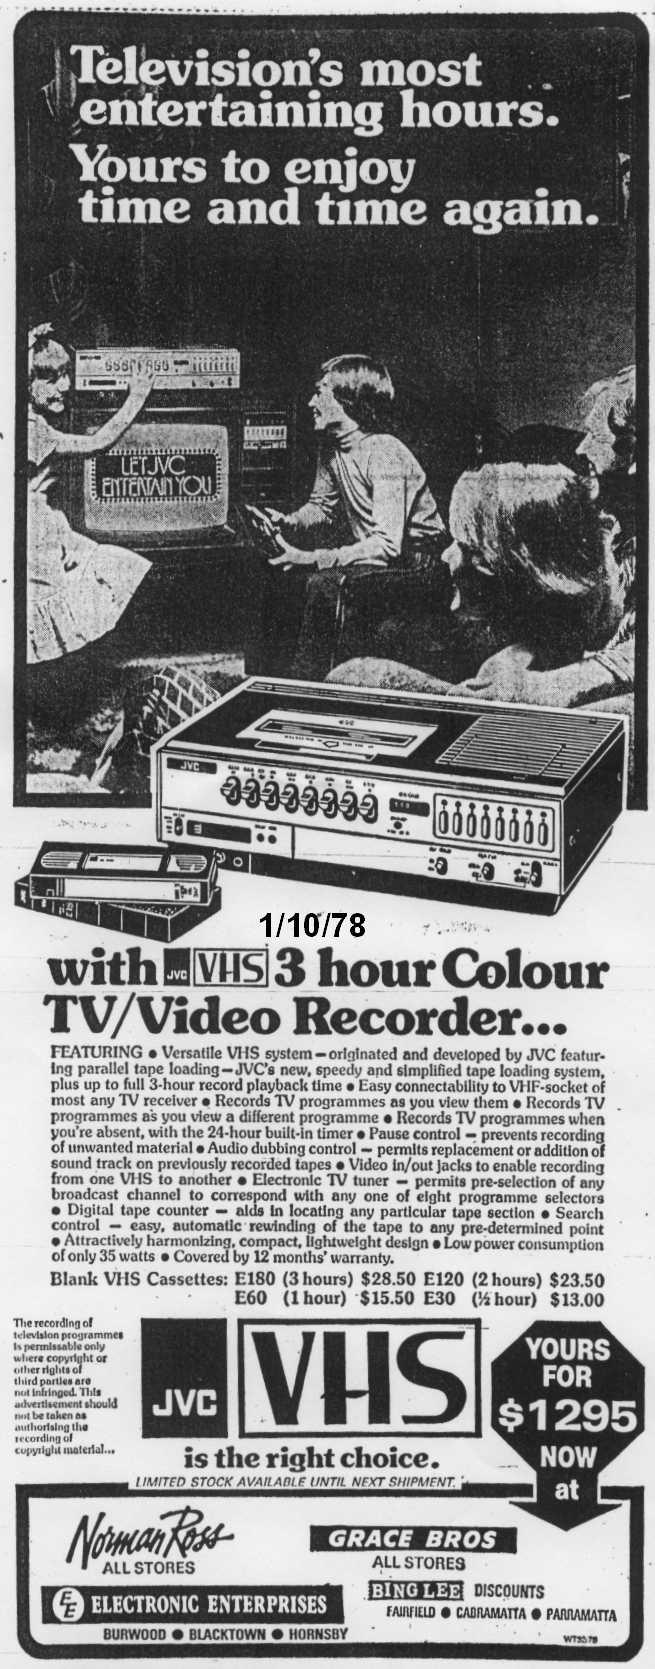 Television's most
entertaining hours.
Yours to enjoy
time and time again.
LET JVC
ENTERTAIN YOU
JVC
1/10/78
with JVC VHS 3 hour Colour
TV/Video Recorder...
FEATURING ● Versatile VHS system – originated and developed by JVC featur-
ing parallel tape loading – JVC's new, speedy and simplified tape loading system,
plus up to full 3-hour record playback time ● Easy connectability to VHF-socket of
most any TV receiver ● Records TV programmes as you view them ● Records TV
programmes as you view a different programme ● Records TV programmes when
you're absent, with the 24-hour built-in timer ● Pause control – prevents recording
of unwanted material ● Audio dubbing control – permits replacement or addition of
sound track on previously recorded tapes ● Video in/out jacks to enable recording
from one VHS to another ● Electronic TV tuner – permits pre-selection of any
broadcast channel to correspond with any one of eight programme selectors
● Digital tape counter – aids in locating any particular tape section ● Search
control – easy, automatic rewinding of the tape to any pre-determined point
● Attractively harmonizing, compact, lightweight design ● Low power consumption
of only 35 watts ● Covered by 12 months' warranty.
Blank VHS Cassettes: E180 (3 hours) $28.50 E120 (2 hours) $23.50
E60 (1 hour) $15.50 E30 (½ hour) $13.00
The recording of
television programmes
is permissable only
where copyright or
other rights of
third parties are
not infringed. This
advertisement should
not be taken as
authorising the
recording of
copyright material...
JVC
VHS
is the right choice.
YOURS
FOR
$1295
NOW
at
LIMITED STOCK AVAILABLE UNTIL NEXT SHIPMENT.
Norman Ross
ALL STORES
GRACE BROS
ALL STORES
EE ELECTRONIC ENTERPRISES
BURWOOD ● BLACKTOWN ● HORNSBY
BING LEE DISCOUNTS
FAIRFIELD ● CABRAMATTA ● PARRAMATTA